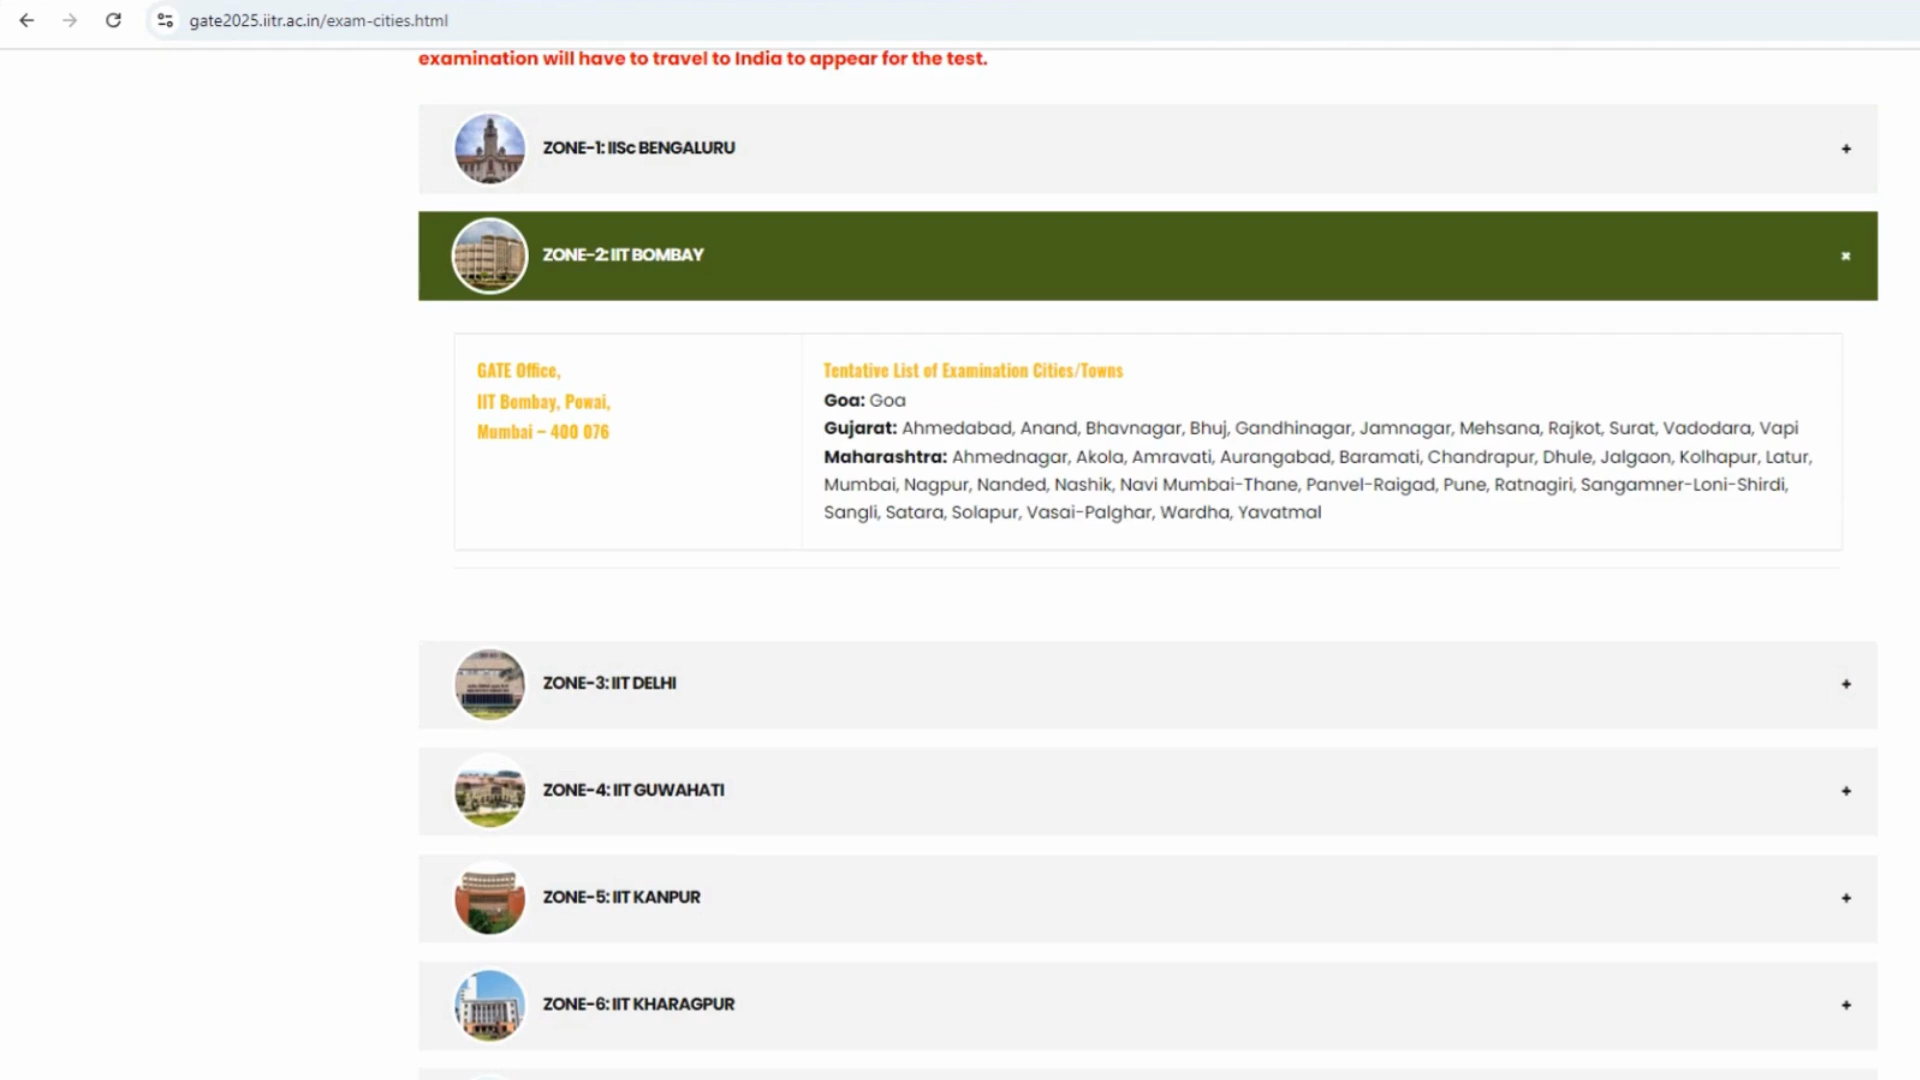 gate2025.iitr.ac.in/exam-cities.html
examination will have to travel to India to appear for the test.
ZONE-1: IISc BENGALURU
ZONE-2: IIT BOMBAY
GATE Office,
IIT Bombay, Powai,
Mumbai – 400 076
Tentative List of Examination Cities/Towns
Goa: Goa
Gujarat: Ahmedabad, Anand, Bhavnagar, Bhuj, Gandhinagar, Jamnagar, Mehsana, Rajkot, Surat, Vadodara, Vapi
Maharashtra: Ahmednagar, Akola, Amravati, Aurangabad, Baramati, Chandrapur, Dhule, Jalgaon, Kolhapur, Latur,
Mumbai, Nagpur, Nanded, Nashik, Navi Mumbai-Thane, Panvel-Raigad, Pune, Ratnagiri, Sangamner-Loni-Shirdi,
Sangli, Satara, Solapur, Vasai-Palghar, Wardha, Yavatmal
ZONE-3: IIT DELHI
ZONE-4: IIT GUWAHATI
ZONE-5: IIT KANPUR
ZONE-6: IIT KHARAGPUR